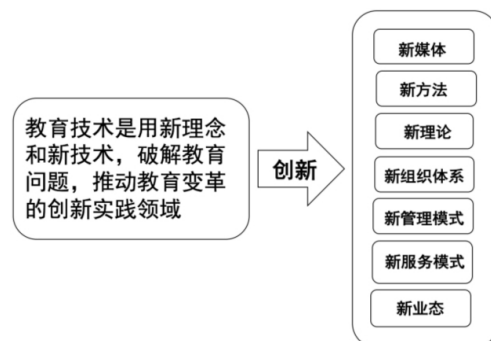 教育技术是用新理念
和新技术，破解教育
问题，推动教育变革
的创新实践领域
创新
新媒体
新方法
新理论
新组织体系
新管理模式
新服务模式
新业态